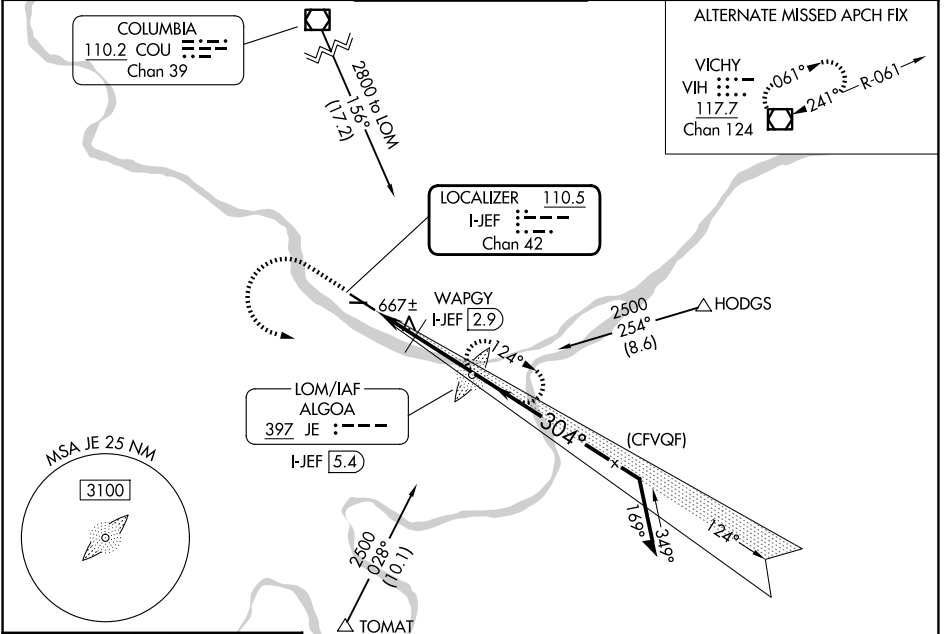 COLUMBIA
110.2 COU
Chan 39
2800 to LOM
156°
(17.2)
ALTERNATE MISSED APCH FIX
VICHY
VIH
117.7
Chan 124
061°
241°
R-061
LOCALIZER 110.5
I-JEF
Chan 42
667±
WAPGY
I-JEF 2.9
HODGS
2500
254°
(8.6)
124°
LOM/IAF
ALGOA
397 JE
I-JEF 5.4
304°
(CFVQF)
MSA JE 25 NM
3100
169°
349°
124°
2500
028°
(10.1)
TOMAT